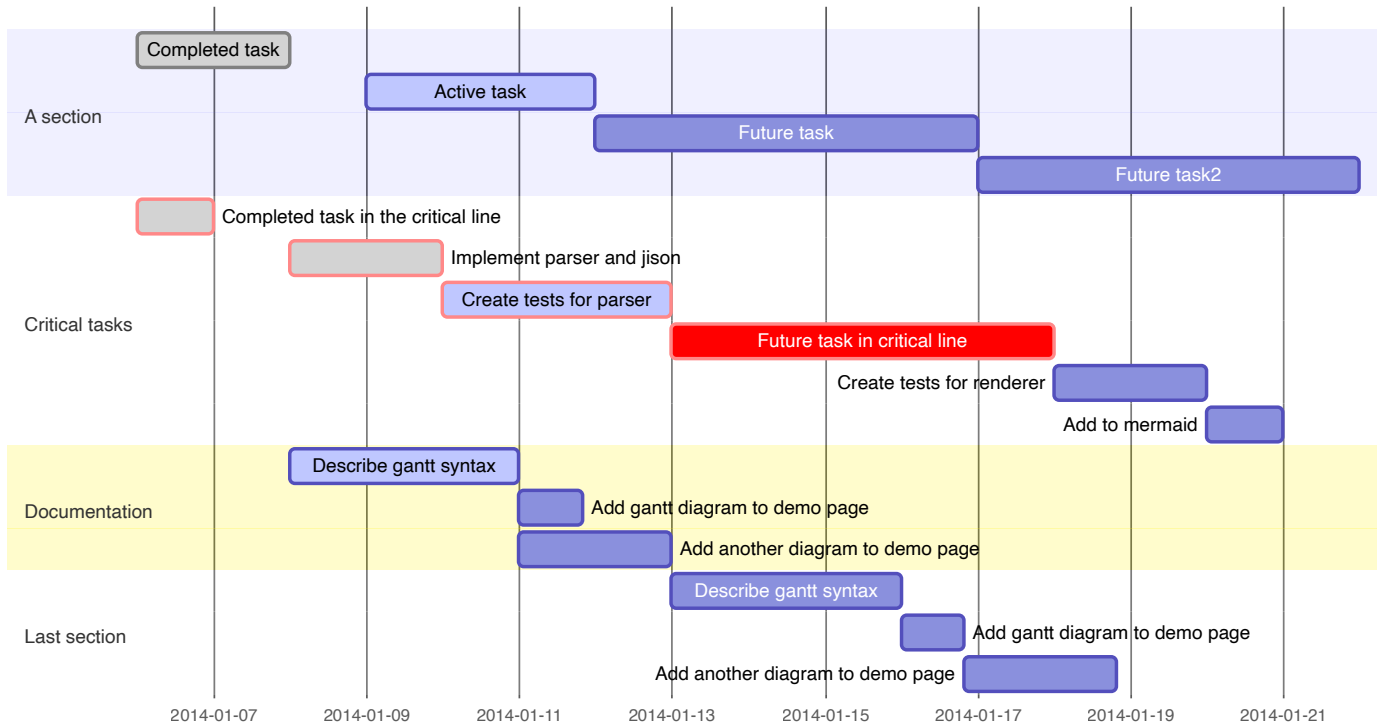 Completed task
Active task
A section
Future task
Future task2
Completed task in the critical line
Implement parser and jison
Create tests for parser
Critical tasks
Future task in critical line
Create tests for renderer
Add to mermaid
Describe gantt syntax
Add gantt diagram to demo page
Documentation
Add another diagram to demo page
Describe gantt syntax
Add gantt diagram to demo page
Last section
Add another diagram to demo page
2014-01-07 2014-01-09 2014-01-11 2014-01-13 2014-01-15 2014-01-17 2014-01-19 2014-01-21